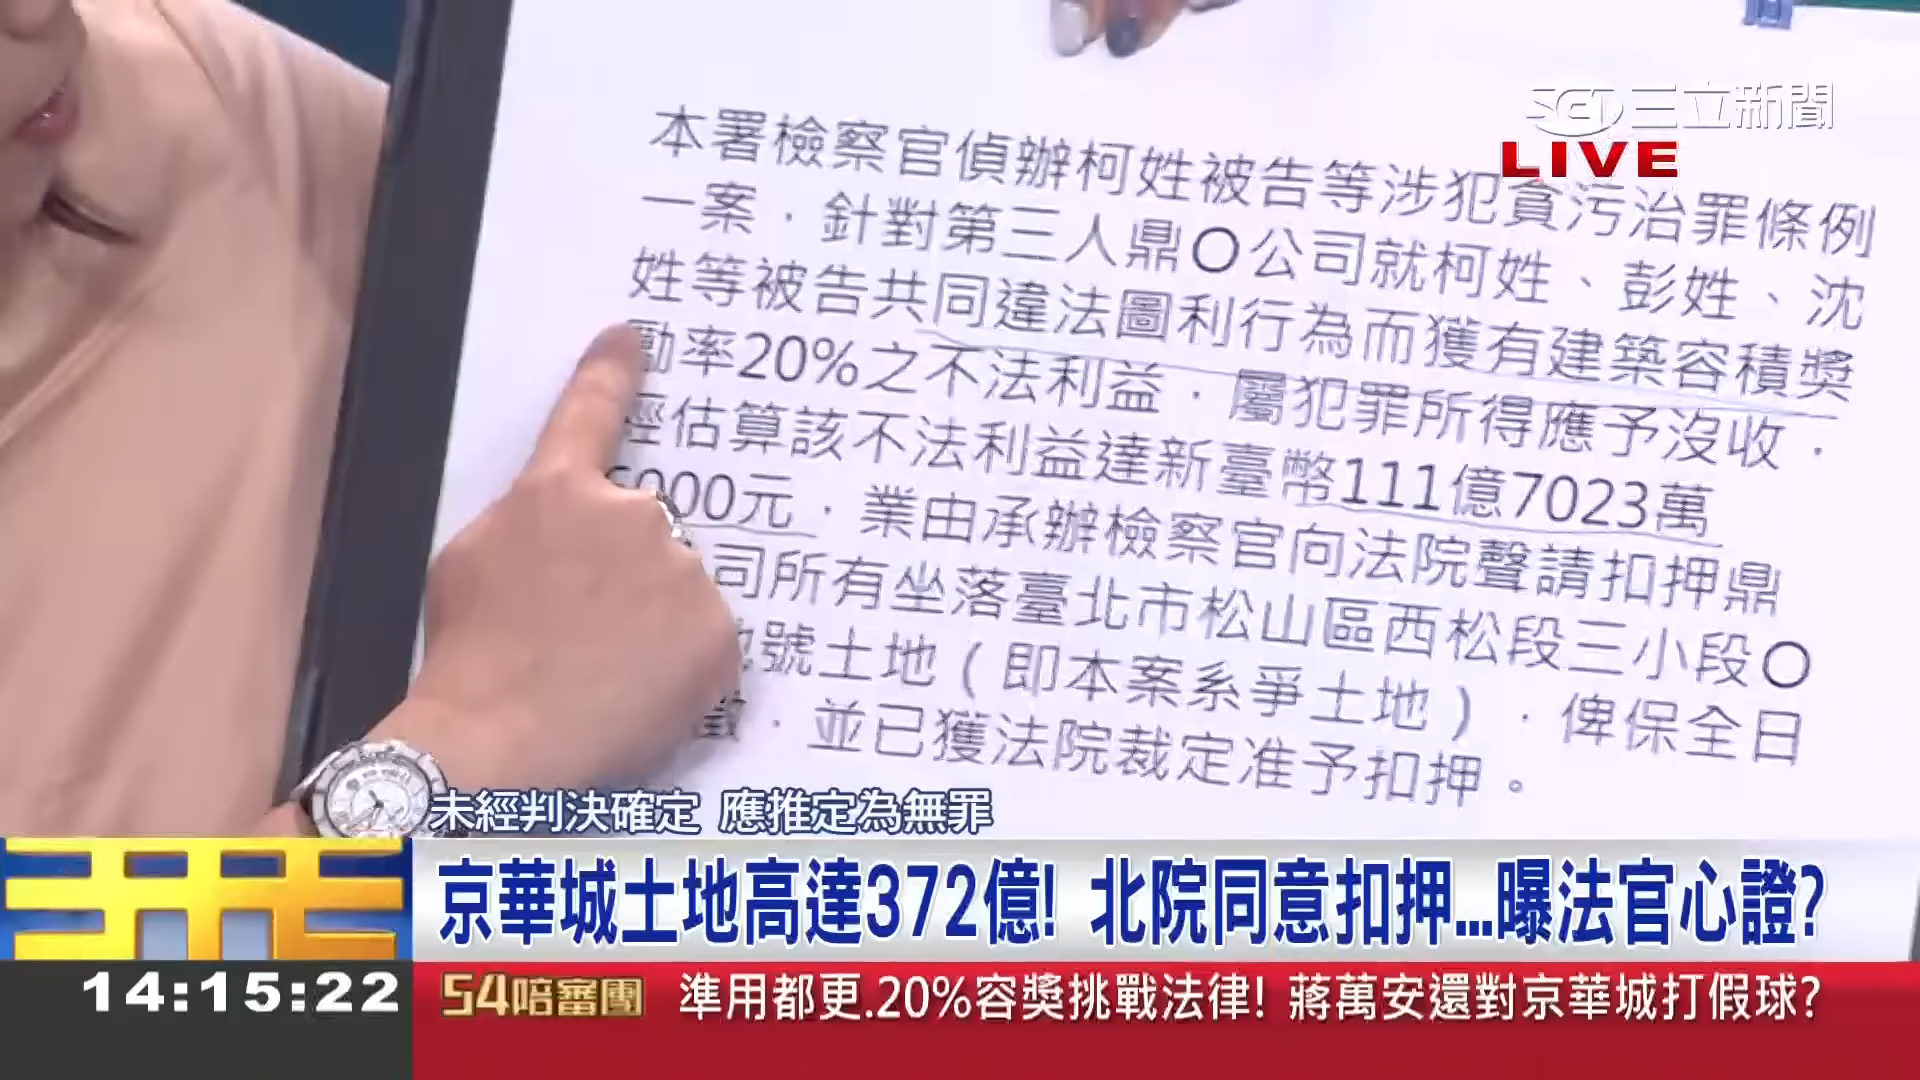 SET三立新聞
LIVE
本署檢察官偵辦柯姓被告等涉犯貪污治罪條例
一案，針對第三人鼎〇公司就柯姓、彭姓、沈
姓等被告共同違法圖利行為而獲有建築容積獎
勵率20%之不法利益，屬犯罪所得應予沒收，
經估算該不法利益達新臺幣111億7023萬
6000元，業由承辦檢察官向法院聲請扣押鼎
司所有坐落臺北市松山區西松段三小段〇
地號土地（即本案系爭土地），俾保全日
並已獲法院裁定准予扣押。
未經判決確定 應推定為無罪
京華城土地高達372億! 北院同意扣押...曝法官心證?
14:15:22
54陪審團
準用都更.20%容獎挑戰法律! 蔣萬安還對京華城打假球?